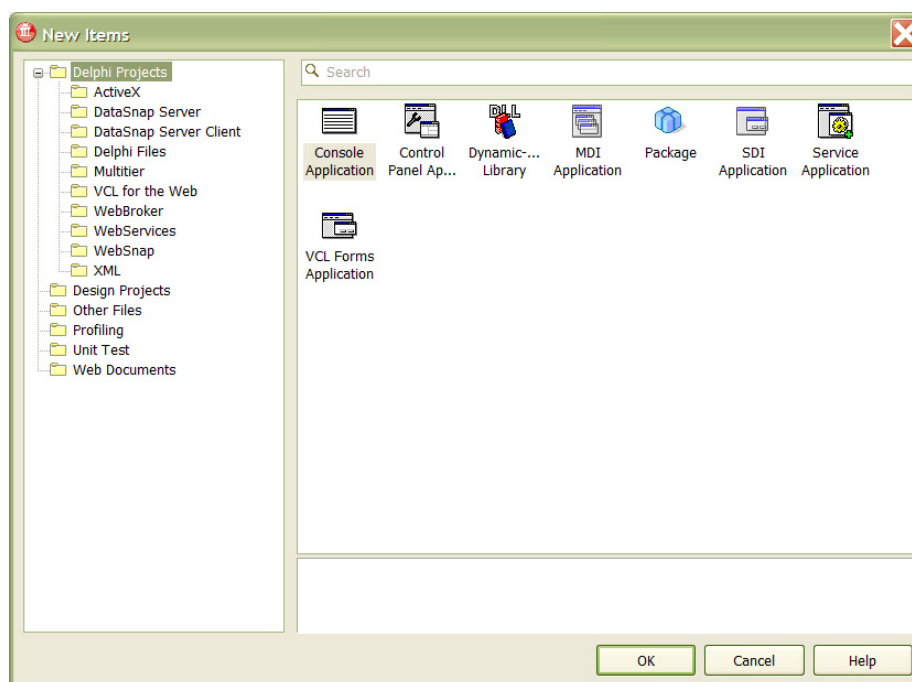 New Items
Delphi Projects
ActiveX
DataSnap Server
DataSnap Server Client
Delphi Files
Multitier
VCL for the Web
WebBroker
WebServices
WebSnap
XML
Design Projects
Other Files
Profiling
Unit Test
Web Documents
Search
DLL
Console
Application
Control
Panel Ap...
Dynamic-...
Library
MDI
Application
Package
SDI
Application
Service
Application
VCL Forms
Application
OK
Cancel
Help